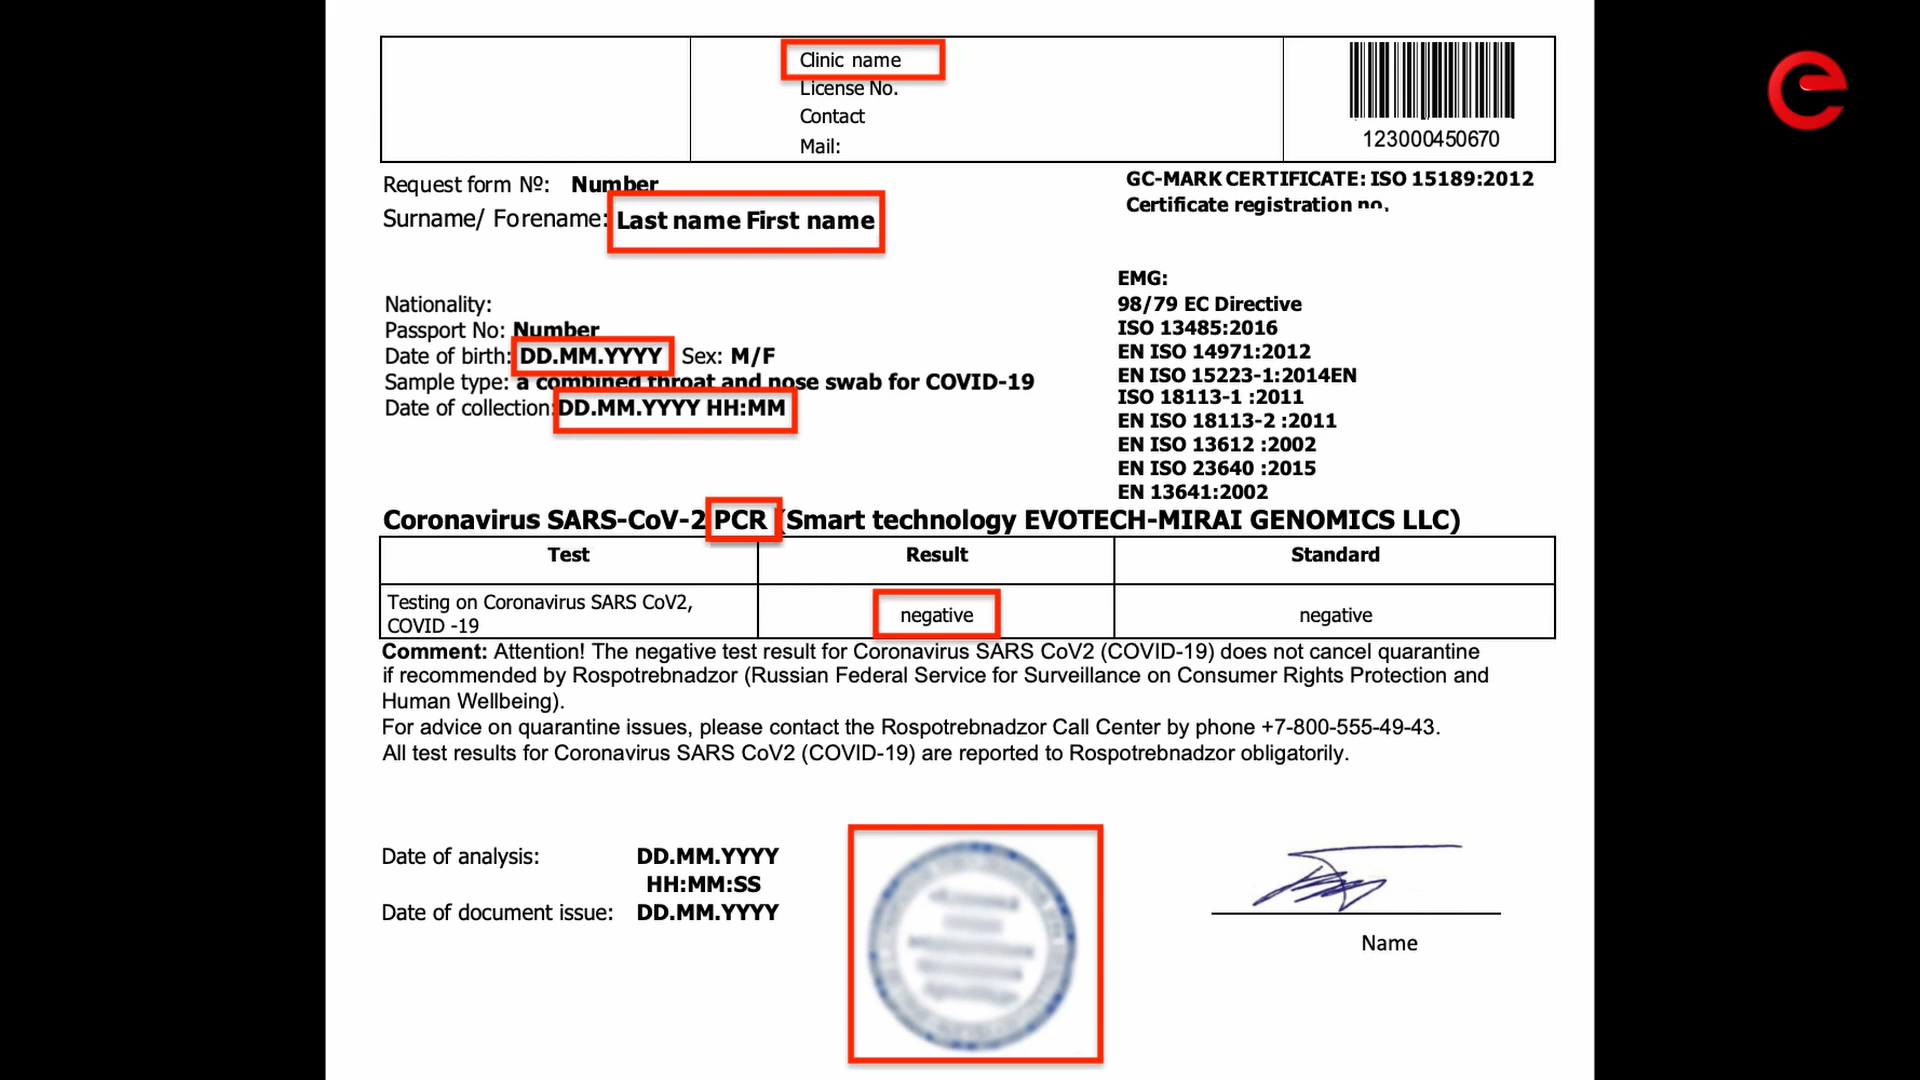 Clinic name
License No.
Contact
Mail:
123000450670
Request form Nº: Number
GC-MARK CERTIFICATE: ISO 15189:2012
Surname/ Forename: Last name First name
Certificate registration no.
EMG:
98/79 EC Directive
ISO 13485:2016
EN ISO 14971:2012
EN ISO 15223-1:2014EN
ISO 18113-1 :2011
EN ISO 18113-2 :2011
EN ISO 13612 :2002
EN ISO 23640 :2015
EN 13641:2002
Nationality:
Passport No: Number
Date of birth: DD.MM.YYYY Sex: M/F
Sample type: a combined throat and nose swab for COVID-19
Date of collection: DD.MM.YYYY HH:MM
Coronavirus SARS-CoV-2 PCR (Smart technology EVOTECH-MIRAI GENOMICS LLC)
Test Result Standard
Testing on Coronavirus SARS CoV2,
COVID -19
negative negative
Comment: Attention! The negative test result for Coronavirus SARS CoV2 (COVID-19) does not cancel quarantine
if recommended by Rospotrebnadzor (Russian Federal Service for Surveillance on Consumer Rights Protection and
Human Wellbeing).
For advice on quarantine issues, please contact the Rospotrebnadzor Call Center by phone +7-800-555-49-43.
All test results for Coronavirus SARS CoV2 (COVID-19) are reported to Rospotrebnadzor obligatorily.
Date of analysis: DD.MM.YYYY
HH:MM:SS
Date of document issue: DD.MM.YYYY
Name